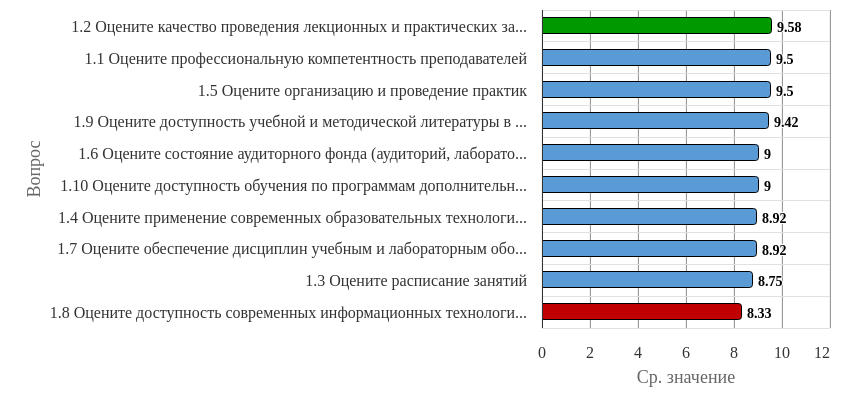 1.2 Оцените качество проведения лекционных и практических за... 9.58
1.1 Оцените профессиональную компетентность преподавателей 9.5
1.5 Оцените организацию и проведение практик 9.5
1.9 Оцените доступность учебной и методической литературы в ... 9.42
1.6 Оцените состояние аудиторного фонда (аудиторий, лаборато... 9
1.10 Оцените доступность обучения по программам дополнительн... 9
1.4 Оцените применение современных образовательных технологи... 8.92
1.7 Оцените обеспечение дисциплин учебным и лабораторным обо... 8.92
1.3 Оцените расписание занятий 8.75
1.8 Оцените доступность современных информационных технологи... 8.33
Вопрос
0 2 4 6 8 10 12
Ср. значение